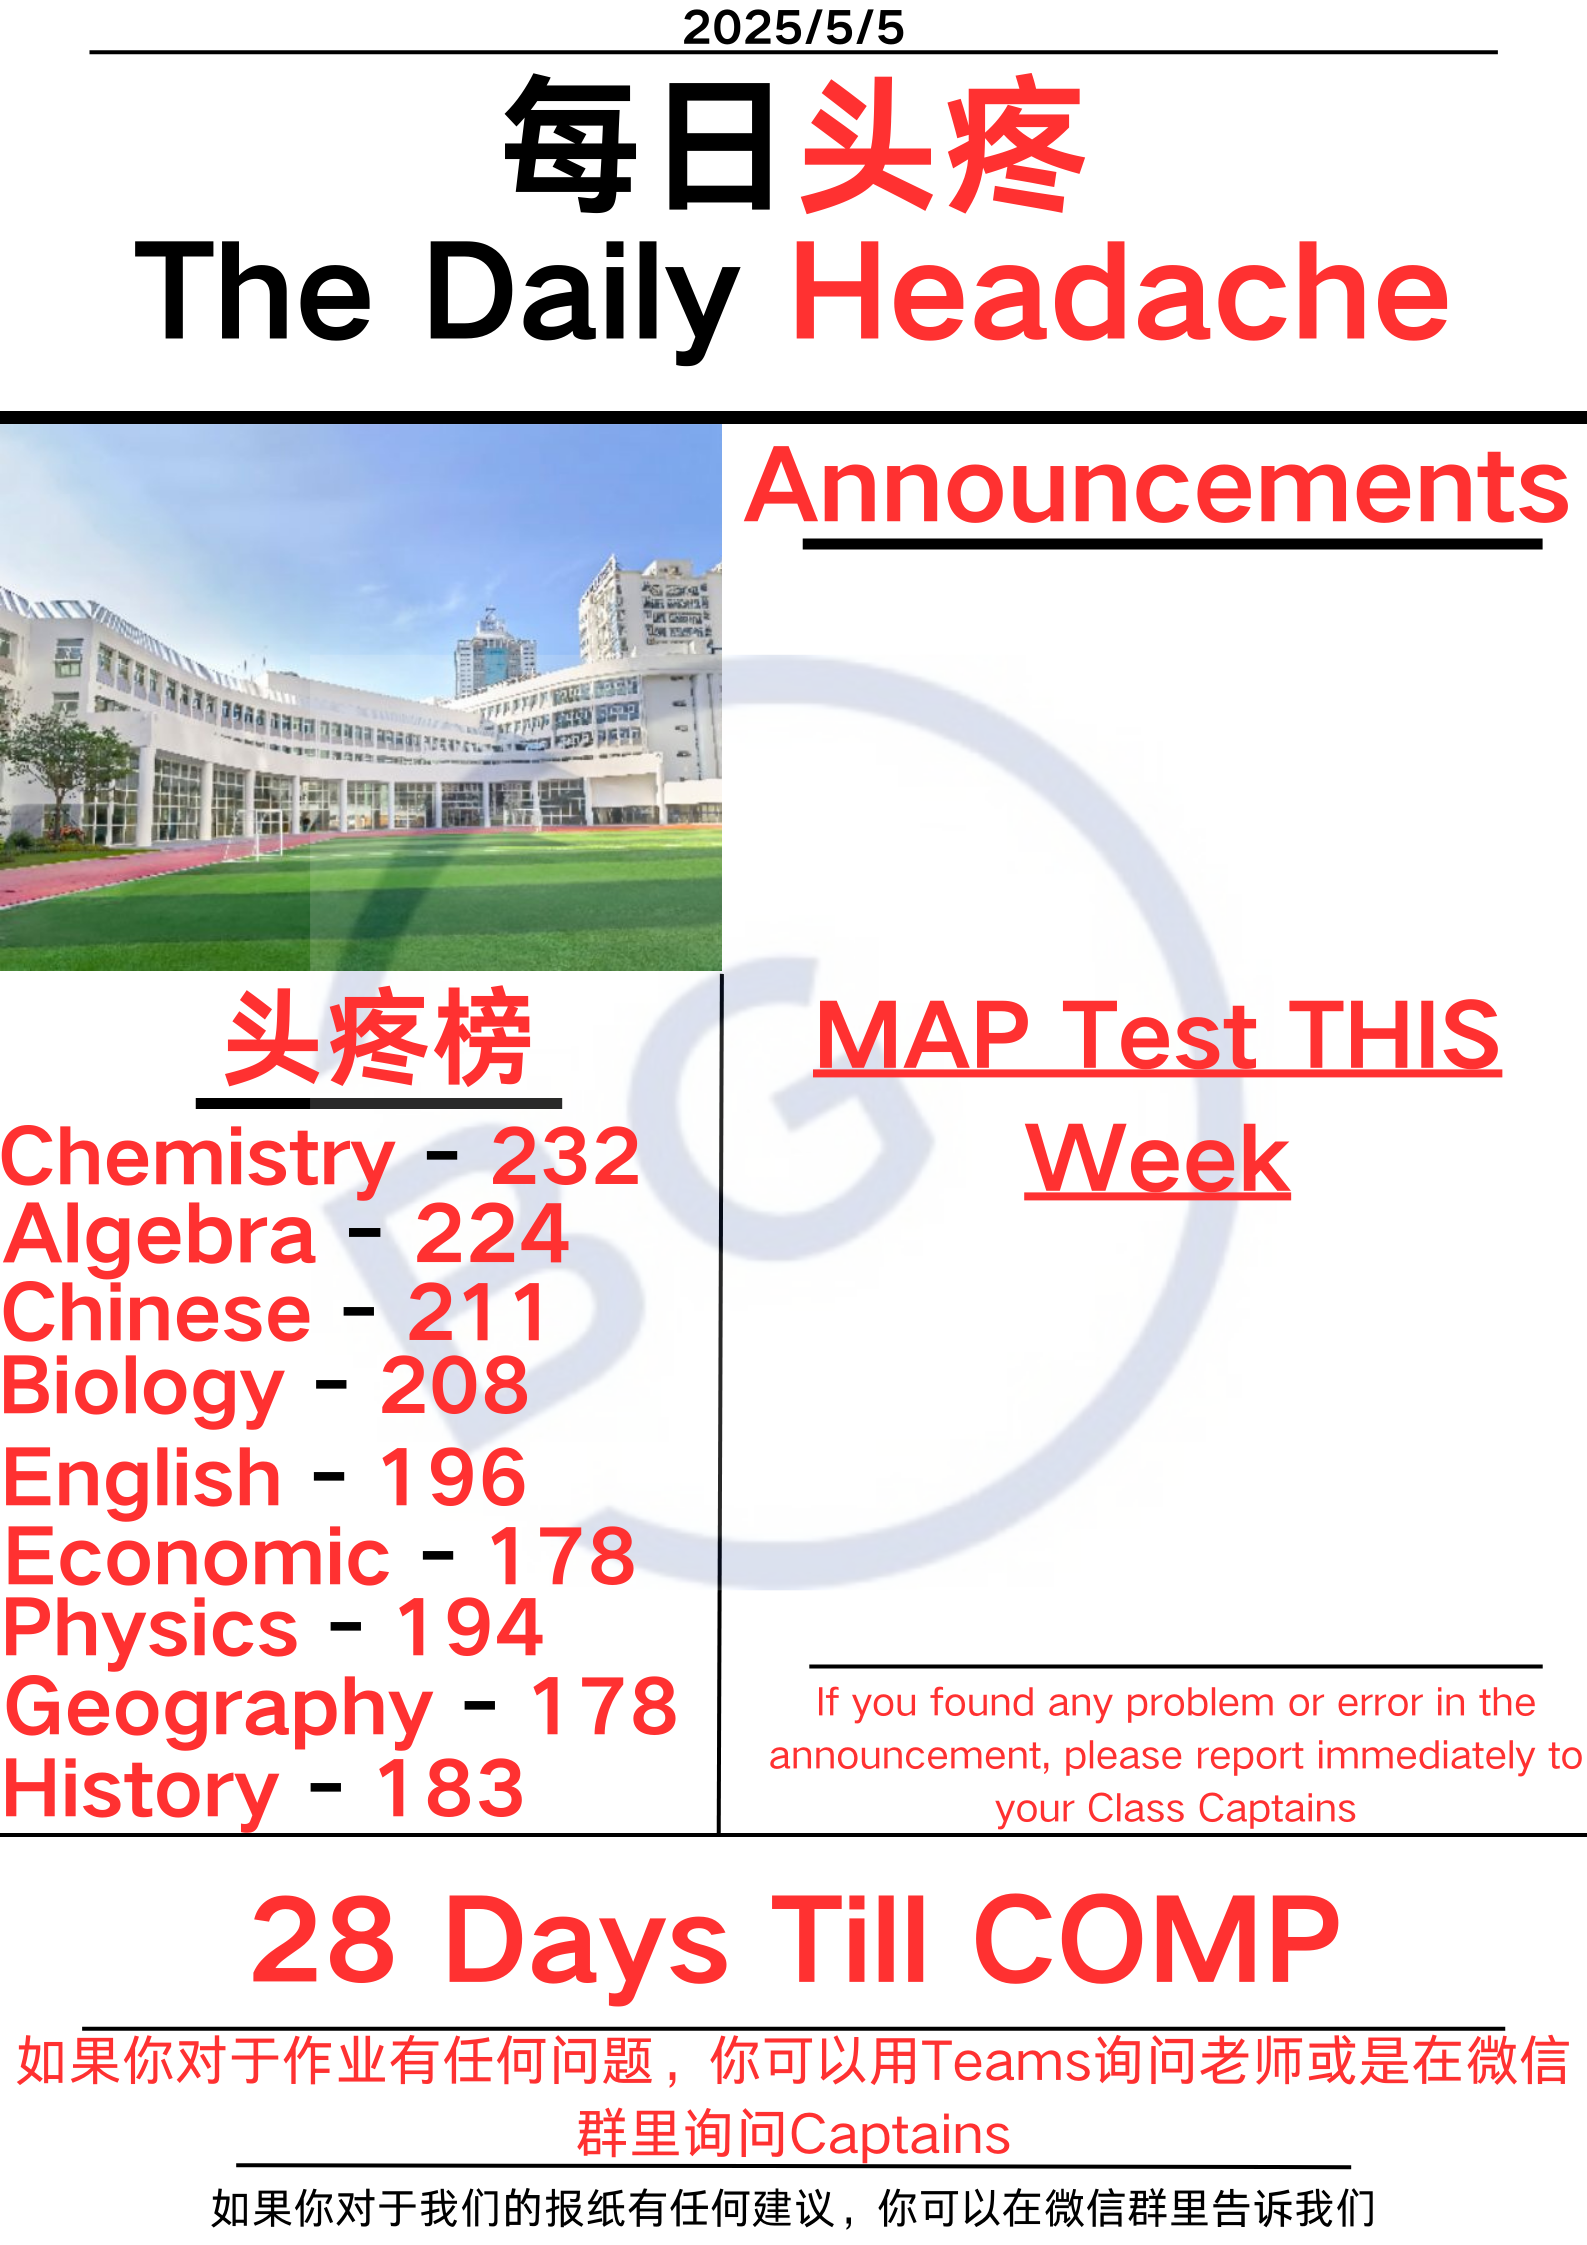 2025/5/5
每日头疼
The Daily Headache
Announcements
头疼榜
Chemistry - 232
Algebra - 224
Chinese - 211
Biology - 208
English - 196
Economic - 178
Physics - 194
Geography - 178
History - 183
MAP Test THIS
Week
If you found any problem or error in the
announcement, please report immediately to
your Class Captains
BG
28 Days Till COMP
如果你对于作业有任何问题，你可以用Teams询问老师或是在微信
群里询问Captains
如果你对于我们的报纸有任何建议，你可以在微信群里告诉我们